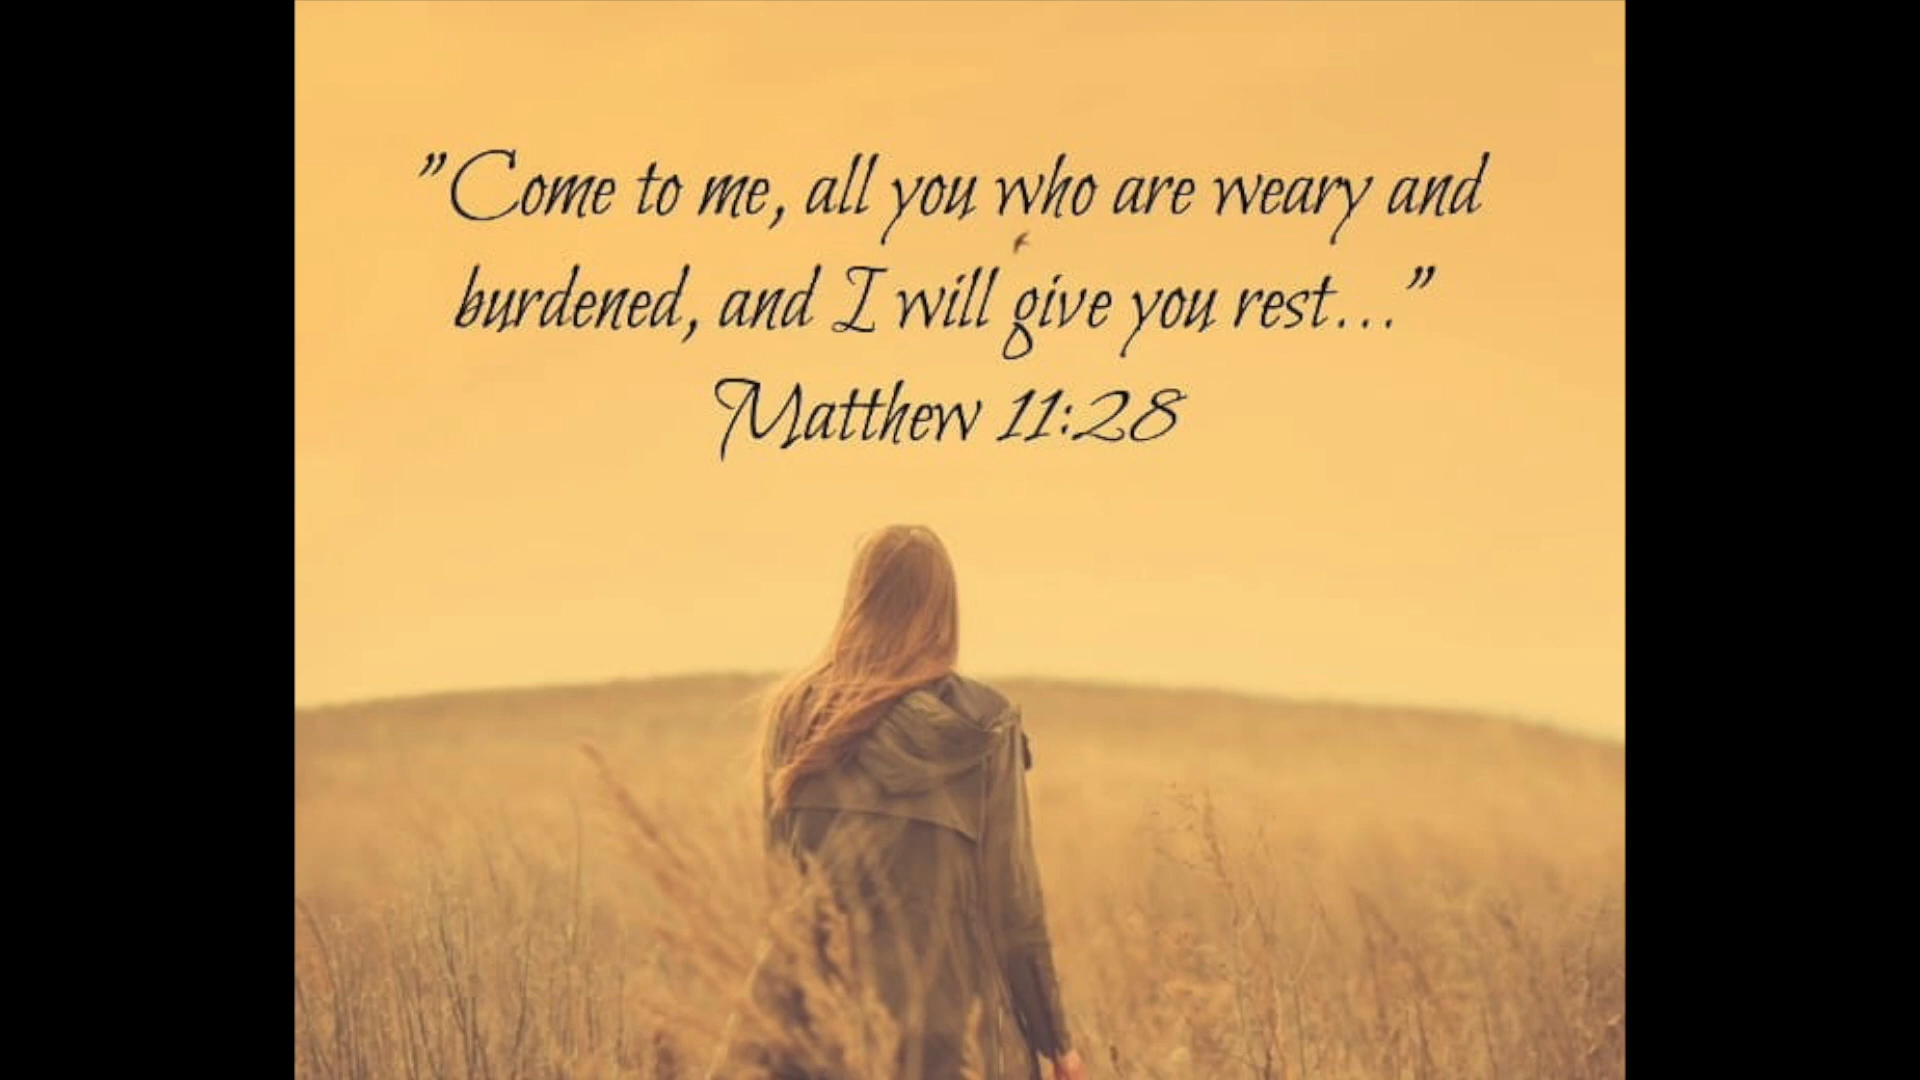 "Come to me, all you who are weary and
burdened, and I will give you rest..."
Matthew 11:28